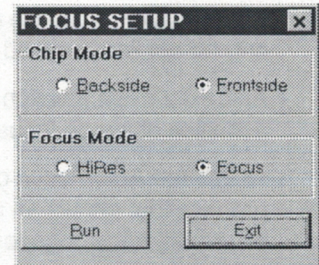 FOCUS SETUP
Chip Mode
Backside Frontside
Focus Mode
HiRes Focus
Run Exit